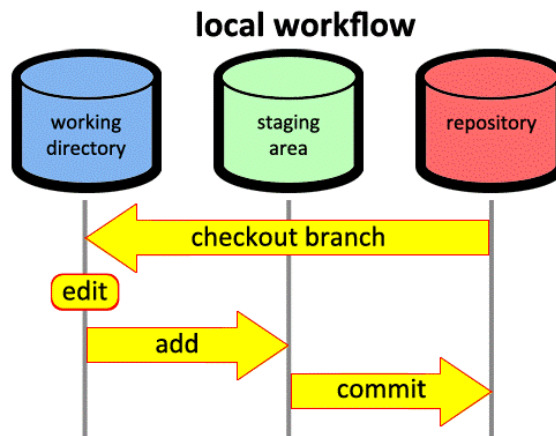 local workflow
working
directory
staging
area
repository
checkout branch
edit
add
commit